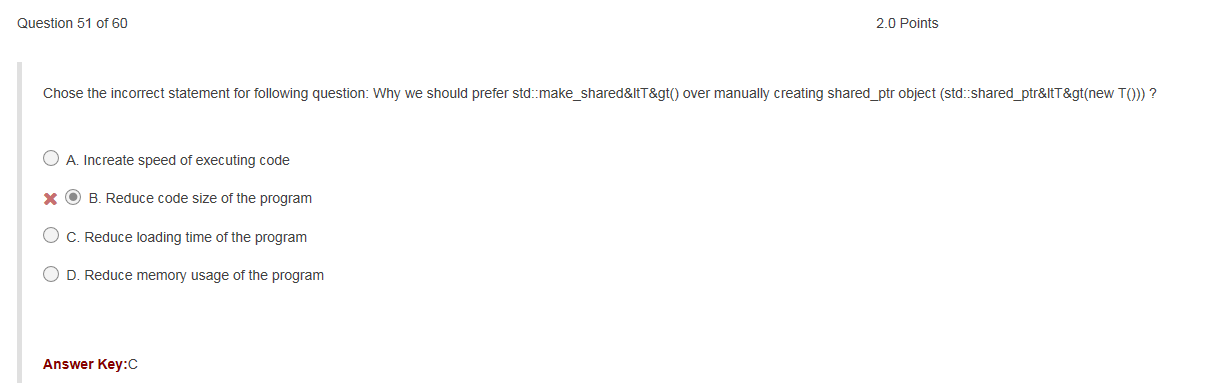 Question 51 of 60
2.0 Points
Chose the incorrect statement for following question: Why we should prefer std::make_shared&ltT&gt() over manually creating shared_ptr object (std::shared_ptr&ltT&gt(new T())) ?
A. Increate speed of executing code
B. Reduce code size of the program
C. Reduce loading time of the program
D. Reduce memory usage of the program
Answer Key:C